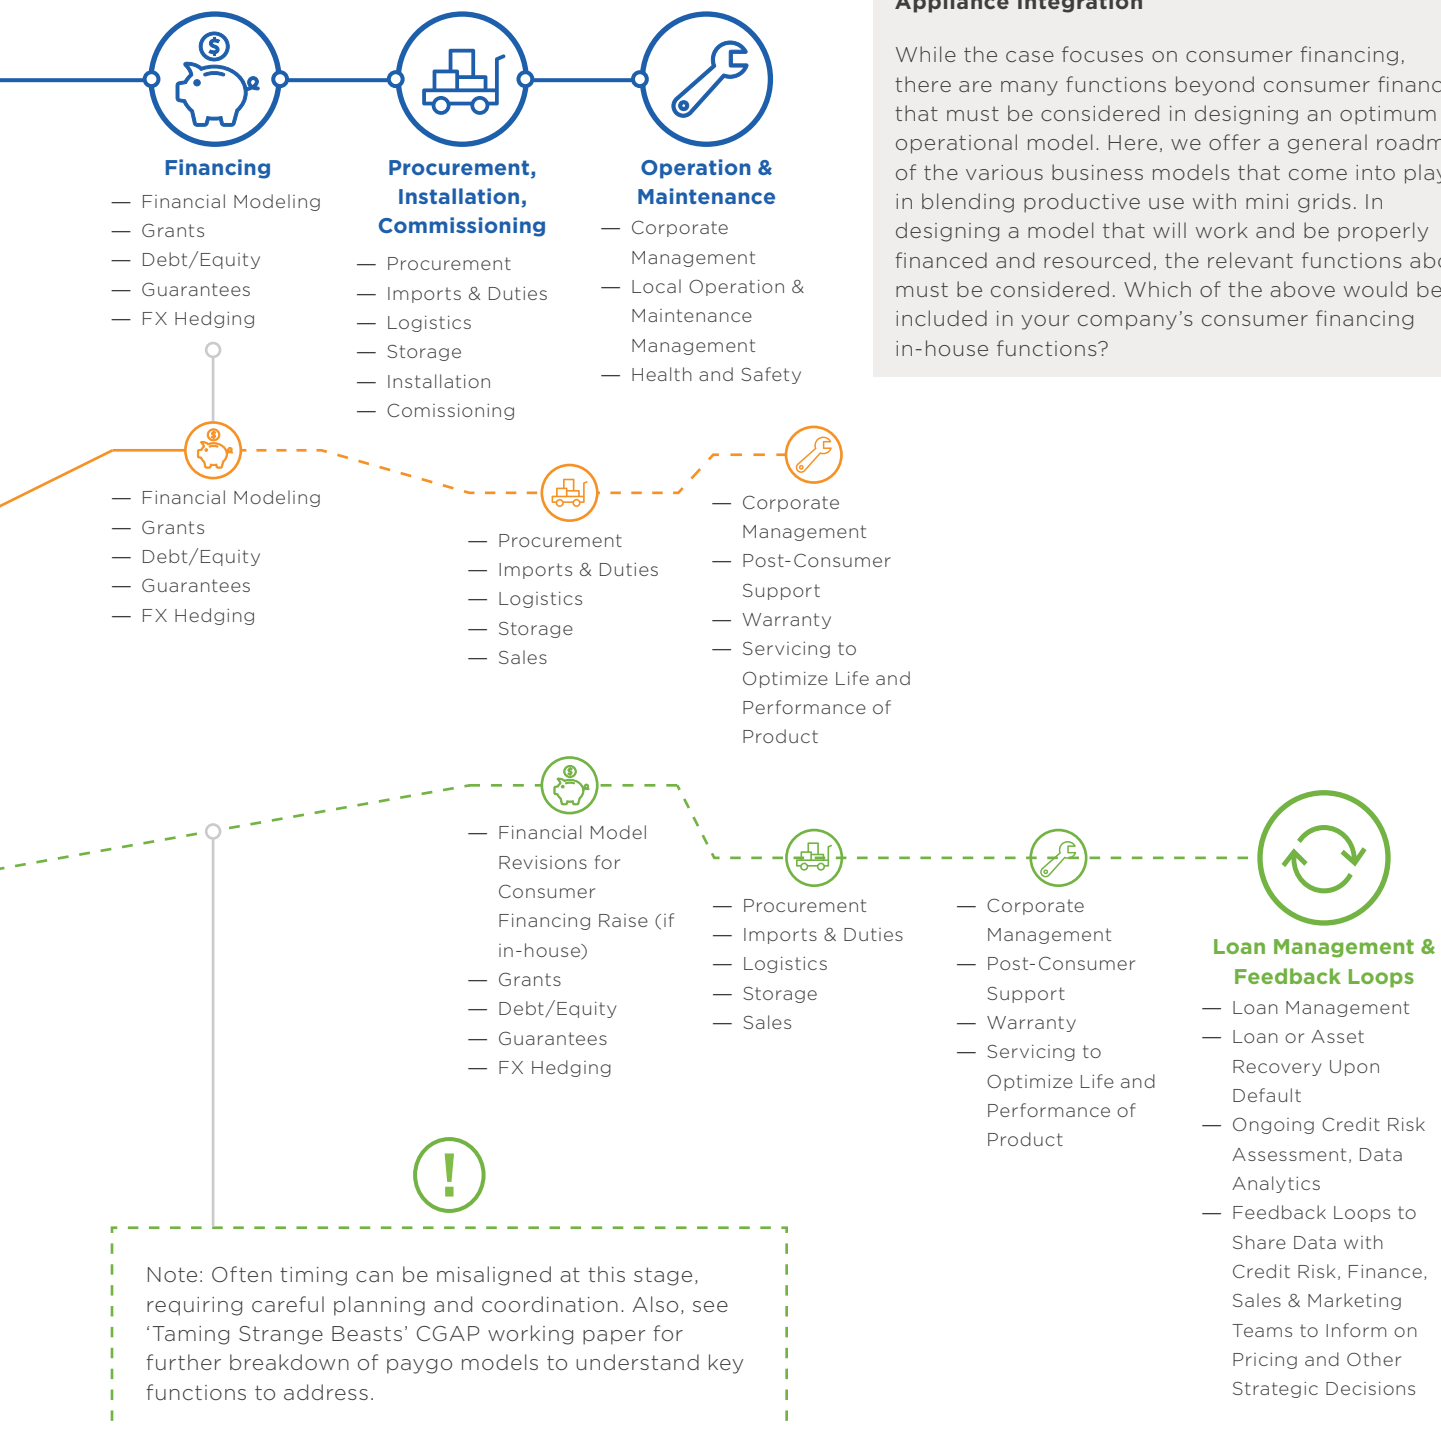 Appliance Integration
While the case focuses on consumer financing,
there are many functions beyond consumer financ
that must be considered in designing an optimum
operational model. Here, we offer a general roadm
of the various business models that come into play
in blending productive use with mini grids. In
designing a model that will work and be properly
financed and resourced, the relevant functions abo
must be considered. Which of the above would be
included in your company’s consumer financing
in-house functions?
Financing
— Financial Modeling
— Grants
— Debt/Equity
— Guarantees
— FX Hedging
Procurement,
Installation,
Commissioning
— Procurement
— Imports & Duties
— Logistics
— Storage
— Installation
— Comissioning
Operation &
Maintenance
— Corporate
Management
— Local Operation &
Maintenance
Management
— Health and Safety
— Financial Modeling
— Grants
— Debt/Equity
— Guarantees
— FX Hedging
— Procurement
— Imports & Duties
— Logistics
— Storage
— Sales
— Corporate
Management
— Post-Consumer
Support
— Warranty
— Servicing to
Optimize Life and
Performance of
Product
— Financial Model
Revisions for
Consumer
Financing Raise (if
in-house)
— Grants
— Debt/Equity
— Guarantees
— FX Hedging
— Procurement
— Imports & Duties
— Logistics
— Storage
— Sales
— Corporate
Management
— Post-Consumer
Support
— Warranty
— Servicing to
Optimize Life and
Performance of
Product
Loan Management &
Feedback Loops
— Loan Management
— Loan or Asset
Recovery Upon
Default
— Ongoing Credit Risk
Assessment, Data
Analytics
— Feedback Loops to
Share Data with
Credit Risk, Finance,
Sales & Marketing
Teams to Inform on
Pricing and Other
Strategic Decisions
!
Note: Often timing can be misaligned at this stage,
requiring careful planning and coordination. Also, see
‘Taming Strange Beasts’ CGAP working paper for
further breakdown of paygo models to understand key
functions to address.